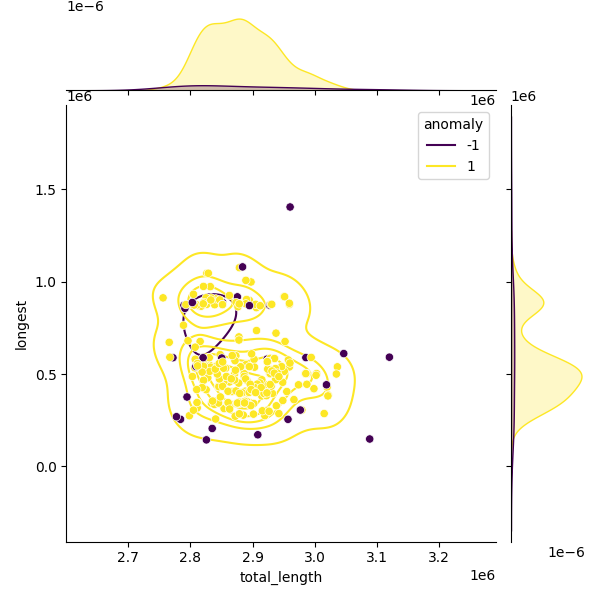 1e−6
1e6
1e6
1e6
anomaly
-1
1
1.5
1.0
0.5
0.0
longest
2.7
2.8
2.9
3.0
3.1
3.2
total_length
1e6
1e−6